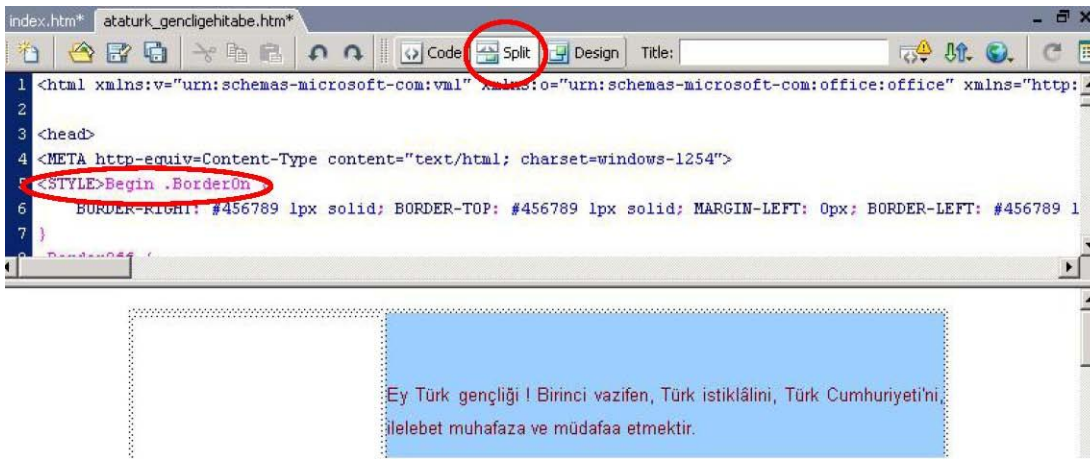 index.htm* ataturk_gencligehitabe.htm*
Code Split Design Title:
1 <html xmlns:v="urn:schemas-microsoft-com:vml" xmlns:o="urn:schemas-microsoft-com:office:office" xmlns="http:
2
3 <head>
4 <META http-equiv=Content-Type content="text/html; charset=windows-1254">
5 <STYLE>Begin .BorderOn {
6 BORDER-RIGHT: #456789 1px solid; BORDER-TOP: #456789 1px solid; MARGIN-LEFT: 0px; BORDER-LEFT: #456789 1
7 }
8 .BorderOff {
Ey Türk gençliği ! Birinci vazifen, Türk istiklâlini, Türk Cumhuriyeti'ni,
ilelebet muhafaza ve müdafaa etmektir.